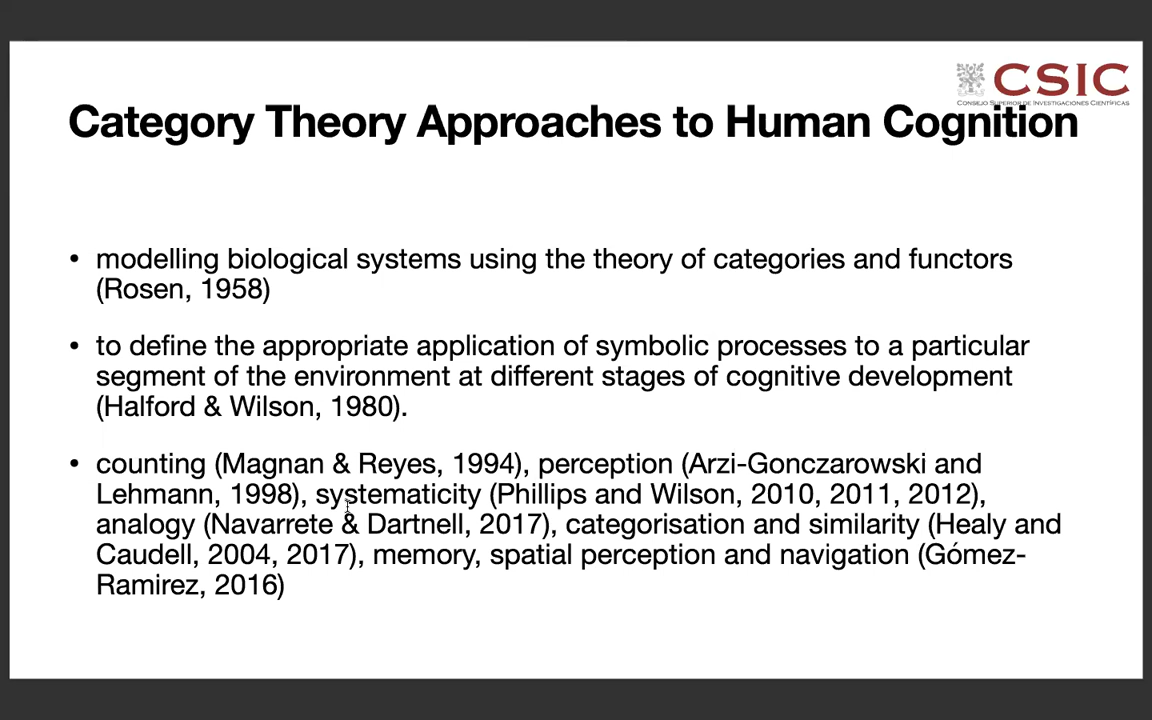 CSIC
CONSEJO SUPERIOR DE INVESTIGACIONES CIENTÍFICAS
Category Theory Approaches to Human Cognition
• modelling biological systems using the theory of categories and functors
(Rosen, 1958)
• to define the appropriate application of symbolic processes to a particular
segment of the environment at different stages of cognitive development
(Halford & Wilson, 1980).
• counting (Magnan & Reyes, 1994), perception (Arzi-Gonczarowski and
Lehmann, 1998), systematicity (Phillips and Wilson, 2010, 2011, 2012),
analogy (Navarrete & Dartnell, 2017), categorisation and similarity (Healy and
Caudell, 2004, 2017), memory, spatial perception and navigation (Gómez-
Ramirez, 2016)